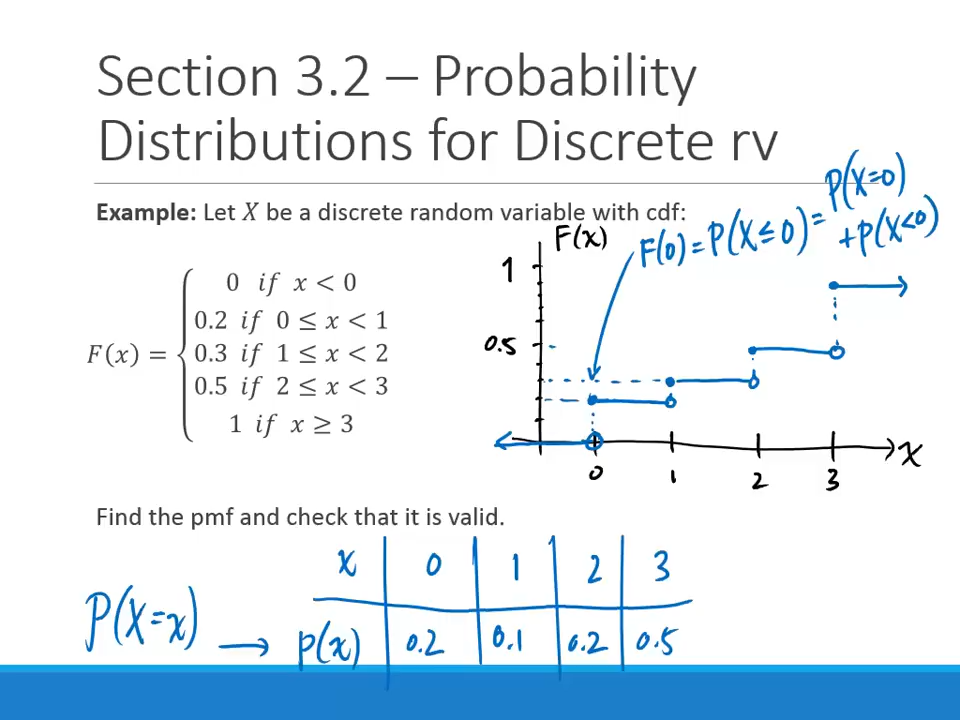 Section 3.2 – Probability
Distributions for Discrete rv
Example: Let X be a discrete random variable with cdf:
F(x) = { 0 if x < 0
0.2 if 0 ≤ x < 1
0.3 if 1 ≤ x < 2
0.5 if 2 ≤ x < 3
1 if x ≥ 3
F(0) = P(X ≤ 0) = P(X=0)
+ P(X<0)
F(x)
1
0.5
0 1 2 3 x
Find the pmf and check that it is valid.
x 0 1 2 3
P(X=x) → p(x) 0.2 0.1 0.2 0.5